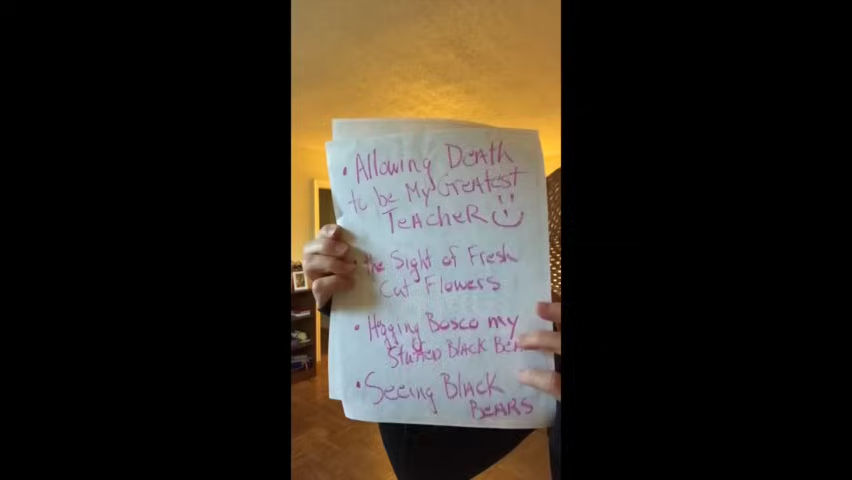 • Allowing Death
to be My Greatest
Teacher :)
• the Sight of Fresh
Cut Flowers
• Hugging Bosco my
Stuffed Black
• Seeing Black
Bears